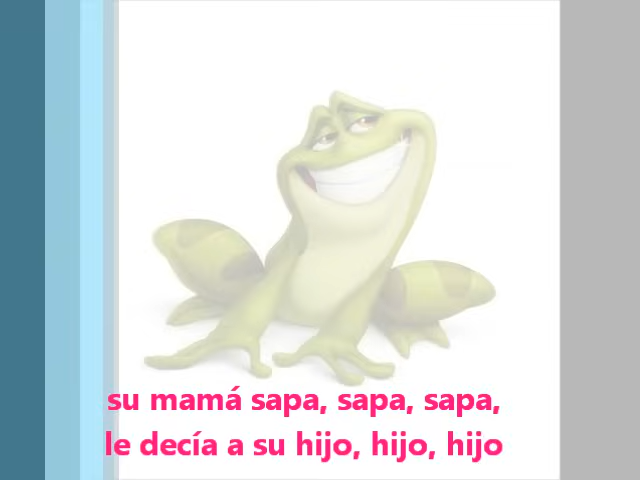 su mamá sapa, sapa, sapa,
le decía a su hijo, hijo, hijo